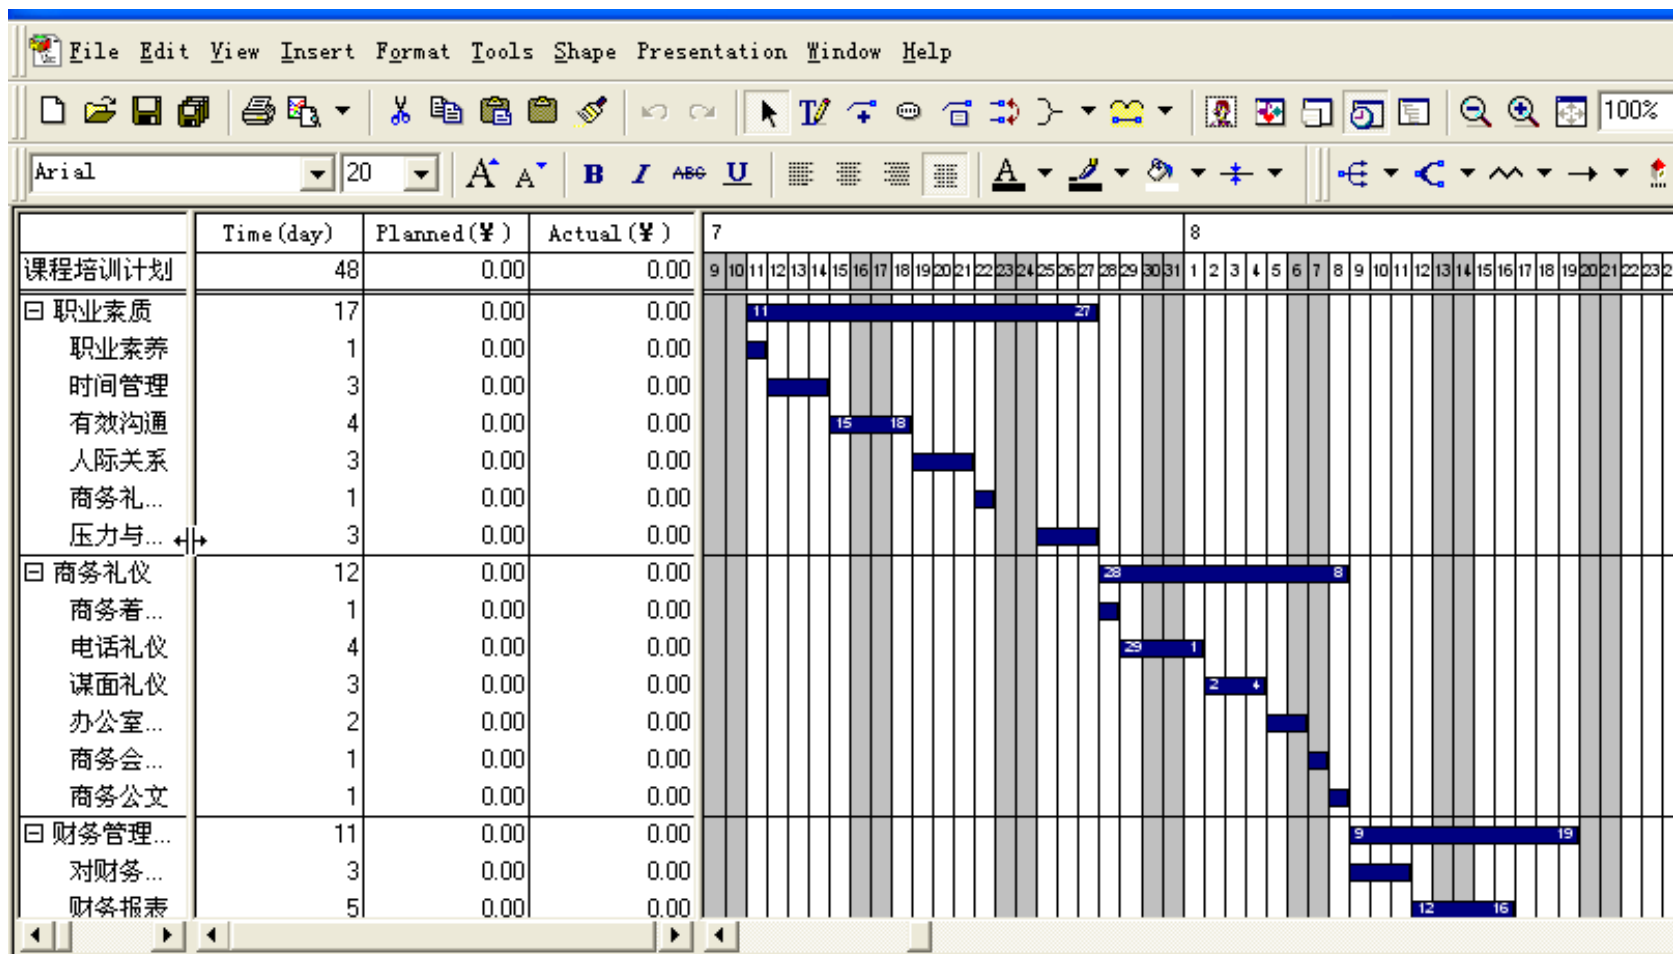 File Edit View Insert Format Tools Shape Presentation Window Help
100%
Arial 20 A A B I ABC U A
Time(day) Planned(¥) Actual(¥) 7 8
课程培训计划 48 0.00 0.00 9 10 11 12 13 14 15 16 17 18 19 20 21 22 23 24 25 26 27 28 29 30 31 1 2 3 4 5 6 7 8 9 10 11 12 13 14 15 16 17 18 19 20 21 22 23
职业素质 17 0.00 0.00 11 27
职业素养 1 0.00 0.00
时间管理 3 0.00 0.00
有效沟通 4 0.00 0.00 15 18
人际关系 3 0.00 0.00
商务礼... 1 0.00 0.00
压力与... 3 0.00 0.00
商务礼仪 12 0.00 0.00 28 8
商务着... 1 0.00 0.00
电话礼仪 4 0.00 0.00 29 1
谋面礼仪 3 0.00 0.00 2 4
办公室... 2 0.00 0.00
商务会... 1 0.00 0.00
商务公文 1 0.00 0.00
财务管理... 11 0.00 0.00 9 19
对财务... 3 0.00 0.00
财务报表 5 0.00 0.00 12 16